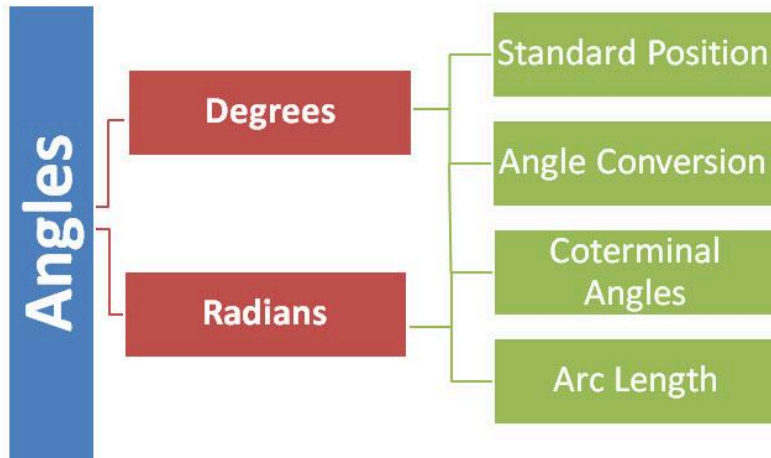 Angles
Degrees
Radians
Standard Position
Angle Conversion
Coterminal
Angles
Arc Length